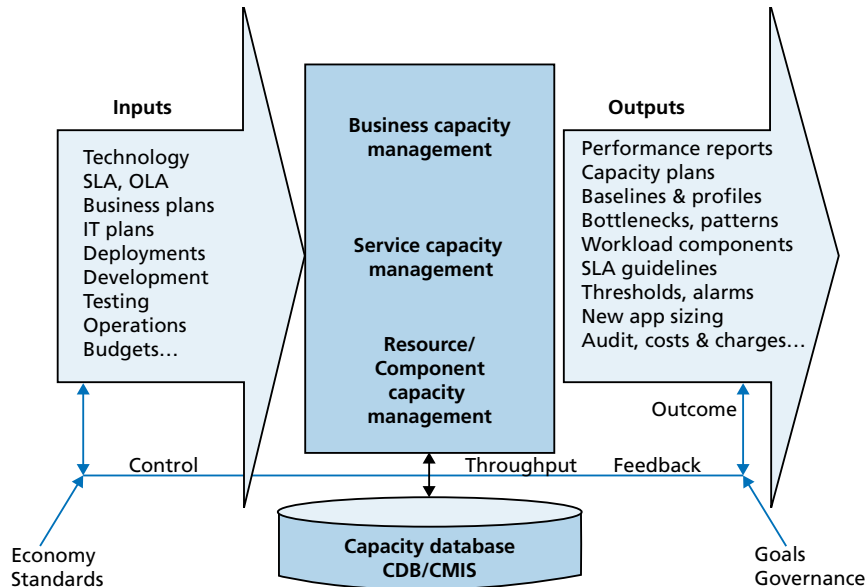 Inputs
Technology
SLA, OLA
Business plans
IT plans
Deployments
Development
Testing
Operations
Budgets…
Business capacity
management
Service capacity
management
Resource/
Component
capacity
management
Outputs
Performance reports
Capacity plans
Baselines & profiles
Bottlenecks, patterns
Workload components
SLA guidelines
Thresholds, alarms
New app sizing
Audit, costs & charges…
Outcome
Control
Throughput
Feedback
Economy
Standards
Capacity database
CDB/CMIS
Goals
Governance